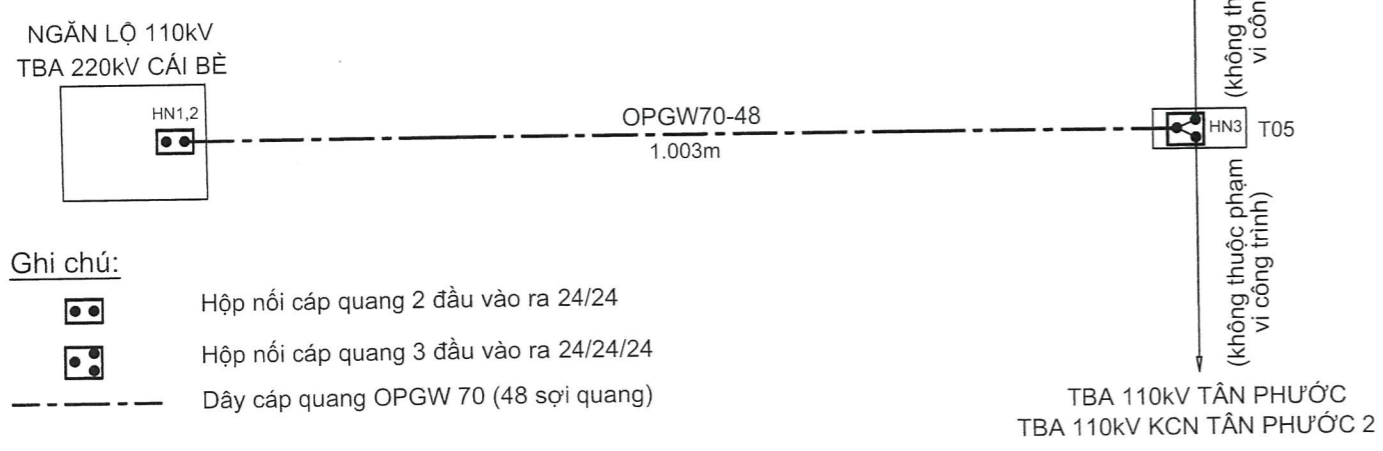 NGĂN LỘ 110kV
TBA 220kV CÁI BÈ
HN1,2
OPGW70-48
1.003m
HN3
T05
(không
vi
(không thuộc phạm
vi công trình)
Ghi chú:
Hộp nối cáp quang 2 đầu vào ra 24/24
Hộp nối cáp quang 3 đầu vào ra 24/24/24
Dây cáp quang OPGW 70 (48 sợi quang)
TBA 110kV TÂN PHƯỚC
TBA 110kV KCN TÂN PHƯỚC 2